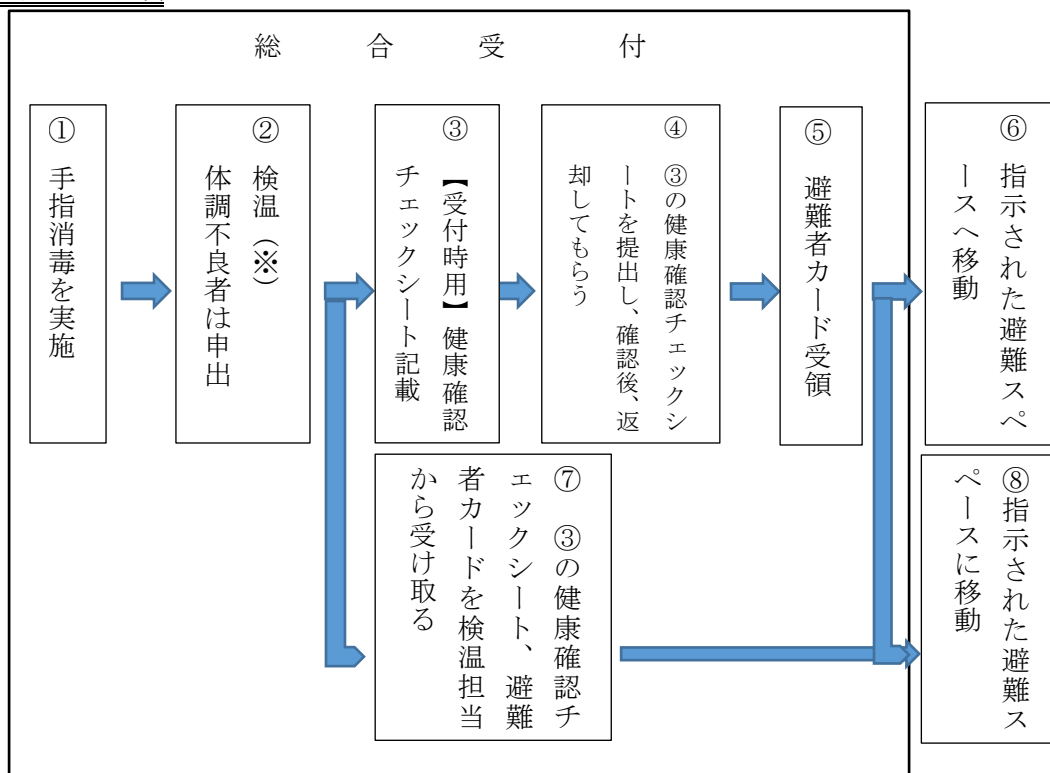 総合受付
① 手指消毒を実施
② 検温（※）
体調不良者は申出
③ 【受付時用】健康確認
チェックシート記載
④ ③の健康確認チェックシ
ートを提出し、確認後、返
却してもらう
⑤ 避難者カード受領
⑥ 指示された避難スペ
ースへ移動
⑦ ③の健康確認チ
ェックシート、避難
者カードを検温担当
から受け取る
⑧指示された避難ス
ペースに移動